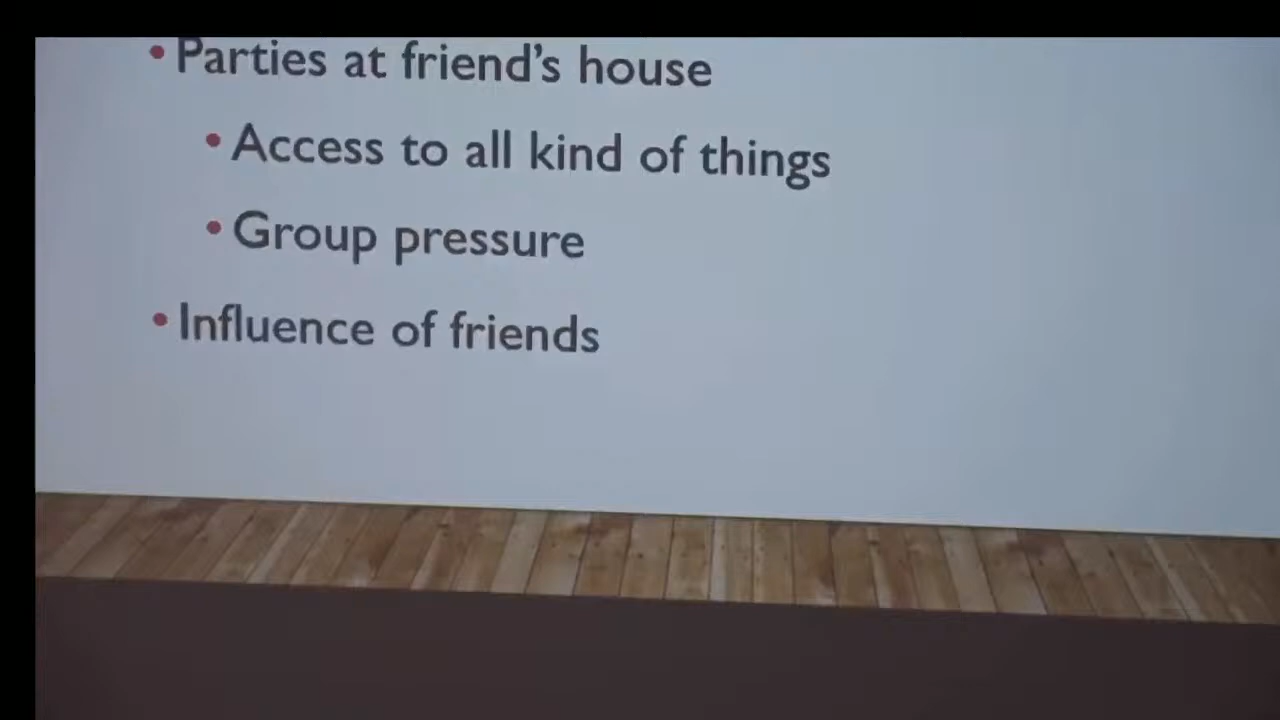 • Parties at friend's house
• Access to all kind of things
• Group pressure
• Influence of friends